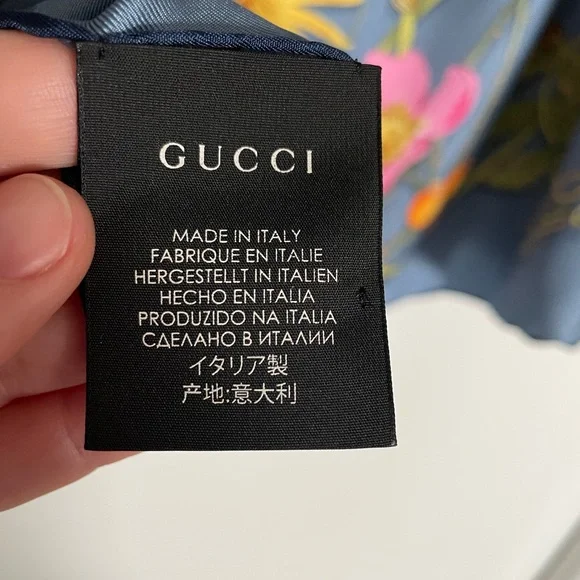 GUCCI
MADE IN ITALY
FABRIQUE EN ITALIE
HERGESTELLT IN ITALIEN
HECHO EN ITALIA
PRODUZIDO NA ITALIA
СДЕЛАНО В ИТАЛИИ
イタリア製
产地:意大利